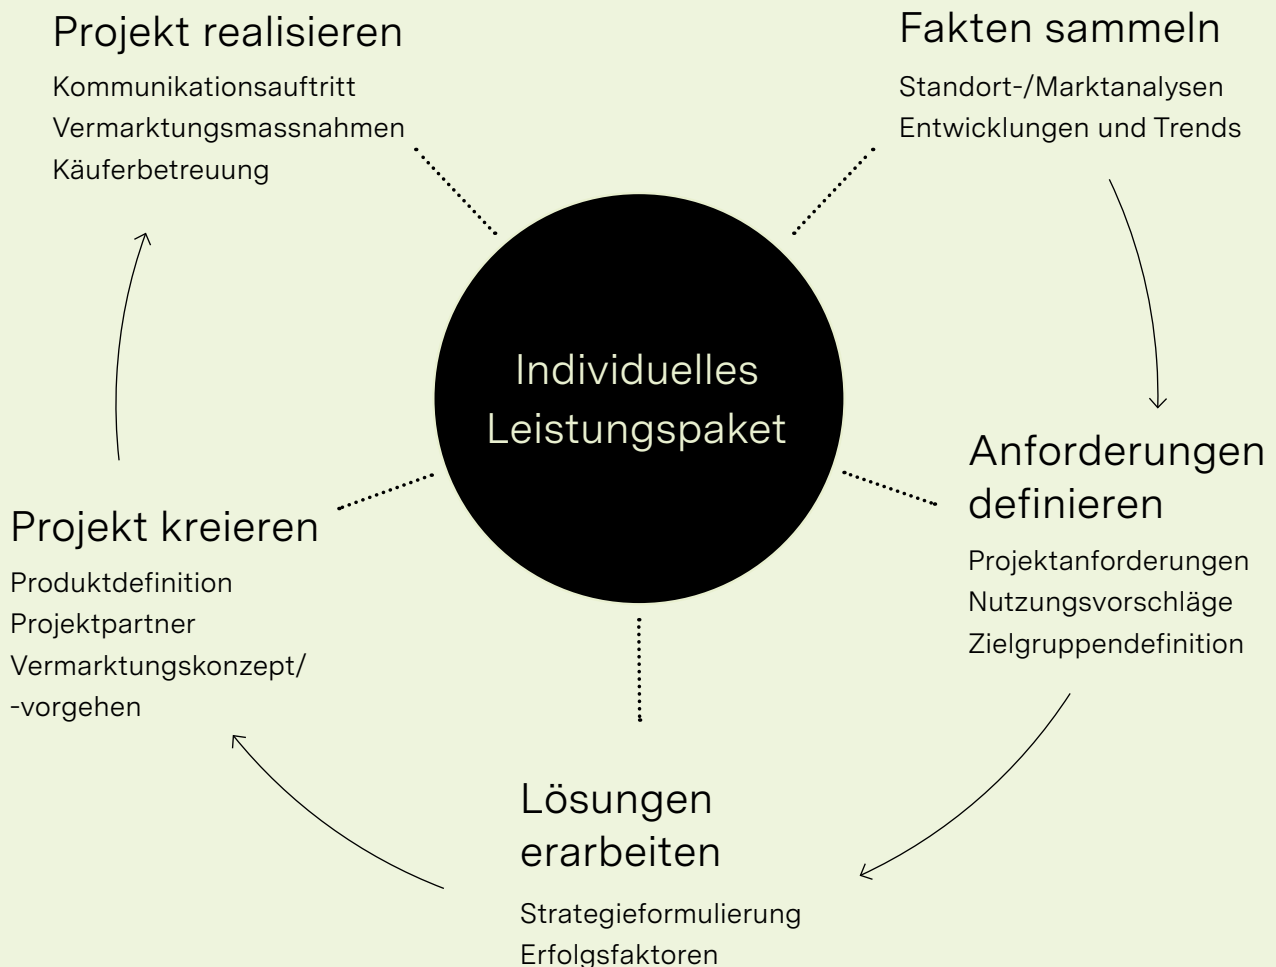 Projekt realisieren
Kommunikationsauftritt
Vermarktungsmassnahmen
Käuferbetreuung
Fakten sammeln
Standort-/Marktanalysen
Entwicklungen und Trends
Individuelles
Leistungspaket
Anforderungen
definieren
Projektanforderungen
Nutzungsvorschläge
Zielgruppendefinition
Projekt kreieren
Produktdefinition
Projektpartner
Vermarktungskonzept/
-vorgehen
Lösungen
erarbeiten
Strategieformulierung
Erfolgsfaktoren